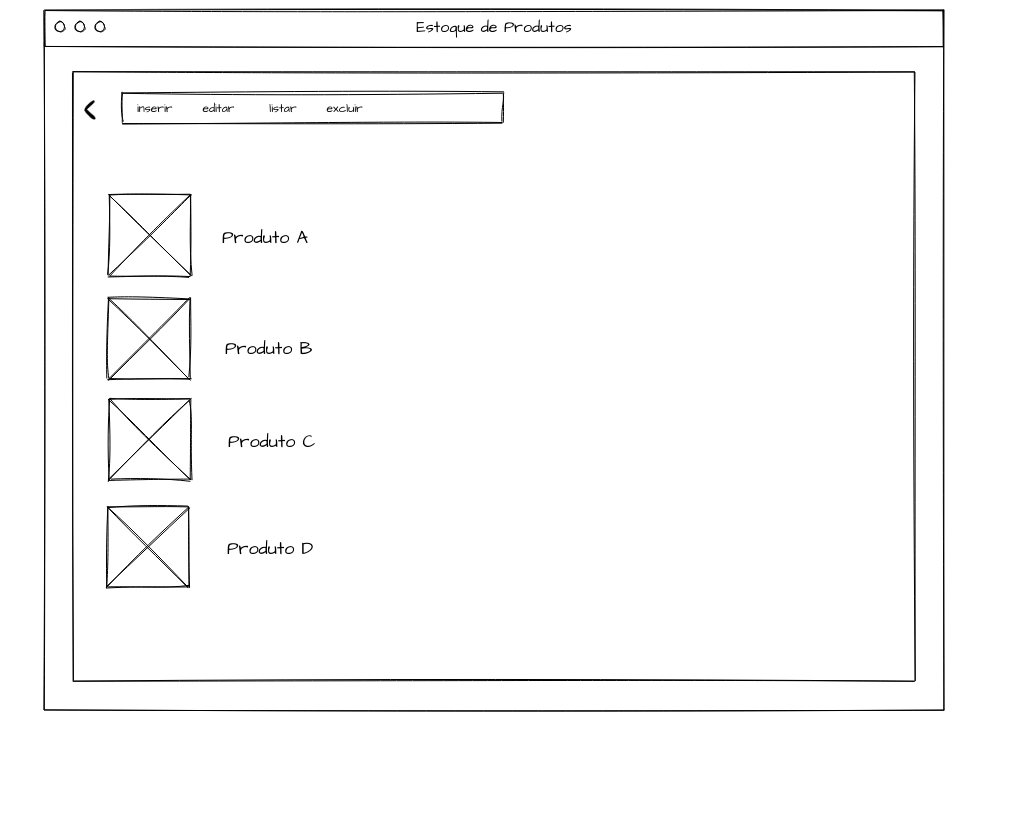 Estoque de Produtos
inserir editar listar excluir
Produto A
Produto B
Produto C
Produto D